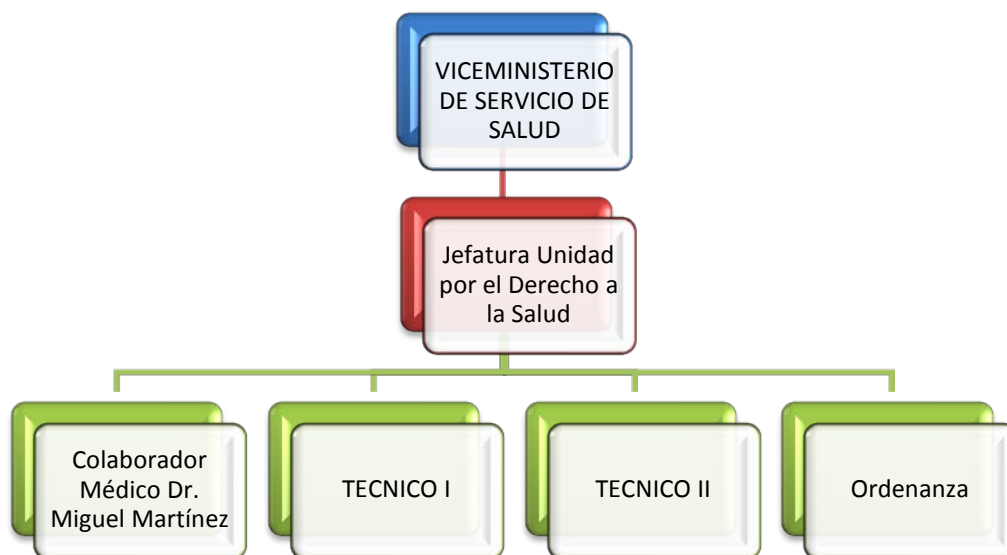 VICEMINISTERIO
DE SERVICIO DE
SALUD
Jefatura Unidad
por el Derecho a
la Salud
Colaborador
Médico Dr.
Miguel Martínez
TECNICO I
TECNICO II
Ordenanza